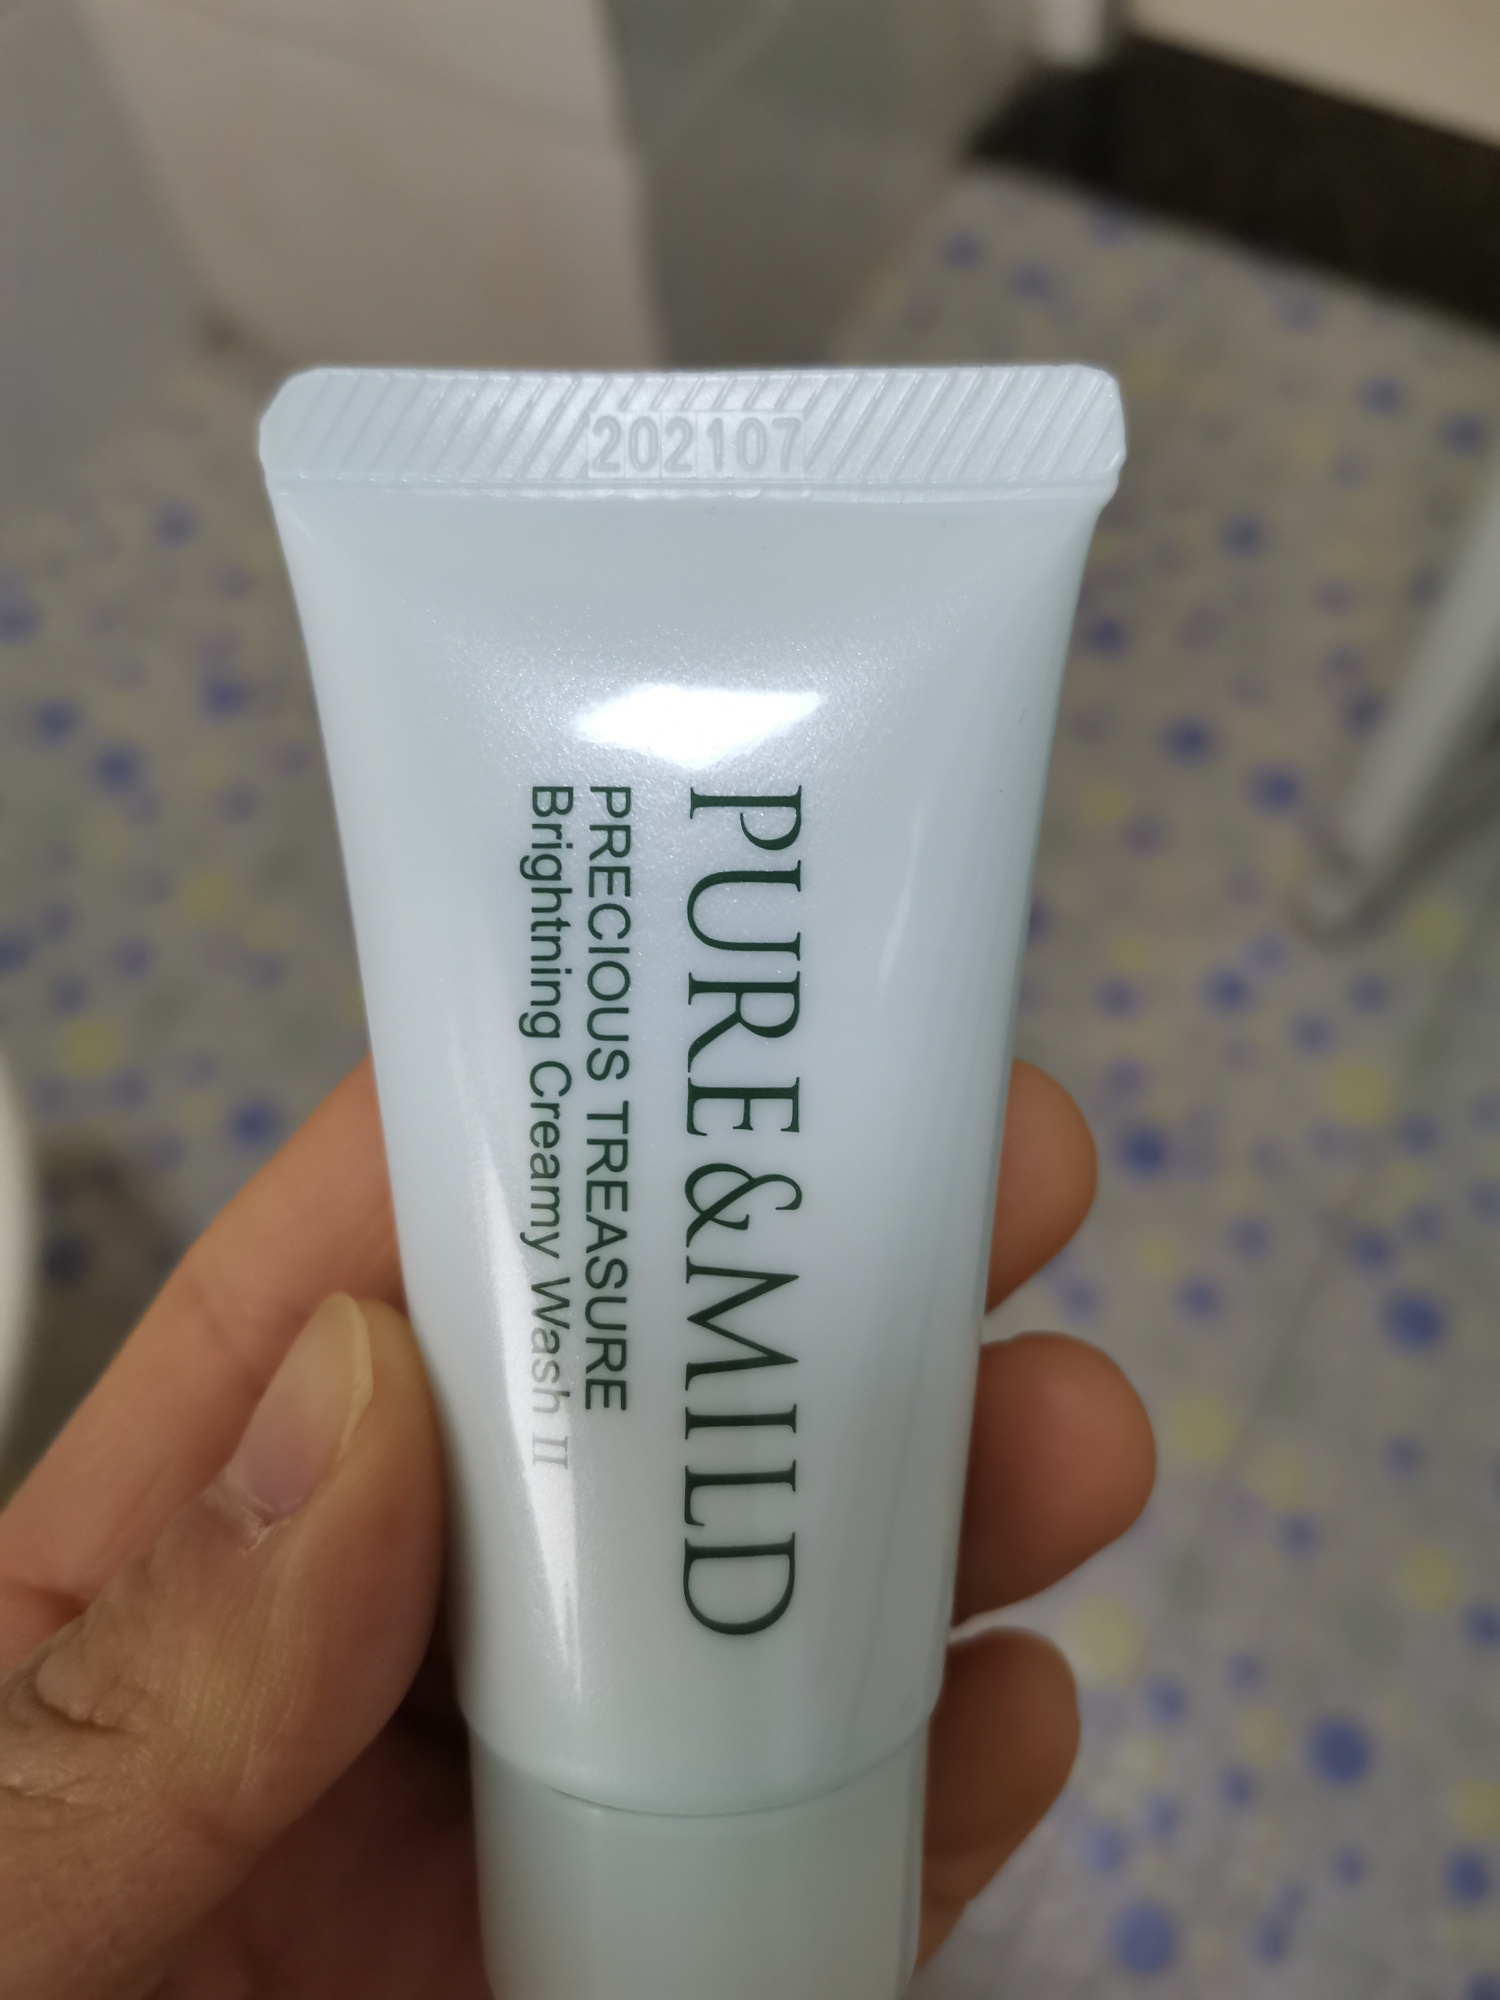 202107
PURE&MILD
PRECIOUS TREASURE
Brightning Creamy Wash II